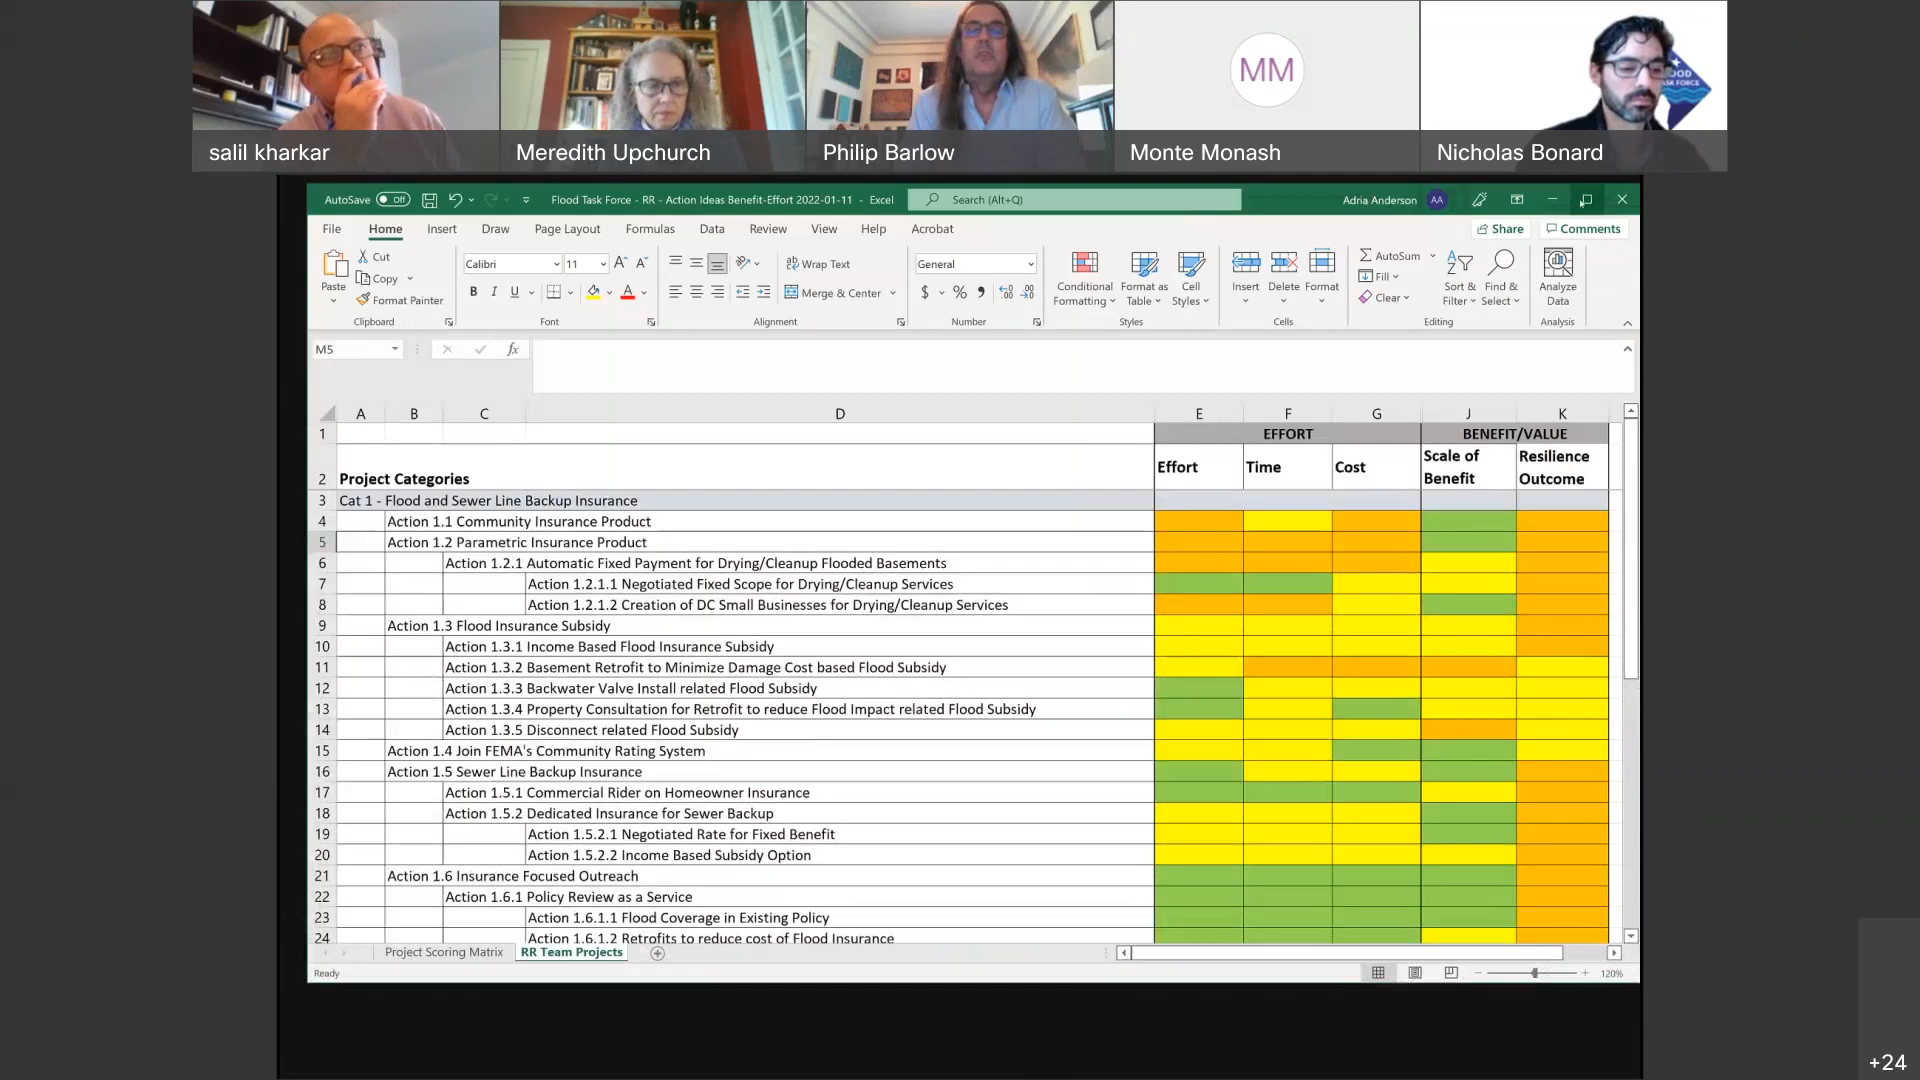 MM
OOD
ASK FORCE
salil kharkar
Meredith Upchurch
Philip Barlow
Monte Monash
Nicholas Bonard
AutoSave Off Flood Task Force - RR - Action Ideas Benefit-Effort 2022-01-11 - Excel Search (Alt+Q) Adria Anderson AA
File Home Insert Draw Page Layout Formulas Data Review View Help Acrobat Share Comments
Paste Cut Copy Format Painter Clipboard
Calibri 11 A A B I U A Font
Wrap Text Merge & Center Alignment
General $ % 9 Number
Conditional Formatting Format as Table Cell Styles Styles
Insert Delete Format Cells
AutoSum Fill Clear Sort & Filter Find & Select Editing
Analyze Data Analysis
M5 fx
A B C D E F G J K
1 EFFORT BENEFIT/VALUE
2 Project Categories Effort Time Cost Scale of Benefit Resilience Outcome
3 Cat 1 - Flood and Sewer Line Backup Insurance
4 Action 1.1 Community Insurance Product
5 Action 1.2 Parametric Insurance Product
6 Action 1.2.1 Automatic Fixed Payment for Drying/Cleanup Flooded Basements
7 Action 1.2.1.1 Negotiated Fixed Scope for Drying/Cleanup Services
8 Action 1.2.1.2 Creation of DC Small Businesses for Drying/Cleanup Services
9 Action 1.3 Flood Insurance Subsidy
10 Action 1.3.1 Income Based Flood Insurance Subsidy
11 Action 1.3.2 Basement Retrofit to Minimize Damage Cost based Flood Subsidy
12 Action 1.3.3 Backwater Valve Install related Flood Subsidy
13 Action 1.3.4 Property Consultation for Retrofit to reduce Flood Impact related Flood Subsidy
14 Action 1.3.5 Disconnect related Flood Subsidy
15 Action 1.4 Join FEMA's Community Rating System
16 Action 1.5 Sewer Line Backup Insurance
17 Action 1.5.1 Commercial Rider on Homeowner Insurance
18 Action 1.5.2 Dedicated Insurance for Sewer Backup
19 Action 1.5.2.1 Negotiated Rate for Fixed Benefit
20 Action 1.5.2.2 Income Based Subsidy Option
21 Action 1.6 Insurance Focused Outreach
22 Action 1.6.1 Policy Review as a Service
23 Action 1.6.1.1 Flood Coverage in Existing Policy
24 Action 1.6.1.2 Retrofits to reduce cost of Flood Insurance
Project Scoring Matrix RR Team Projects
Ready 120%
+24